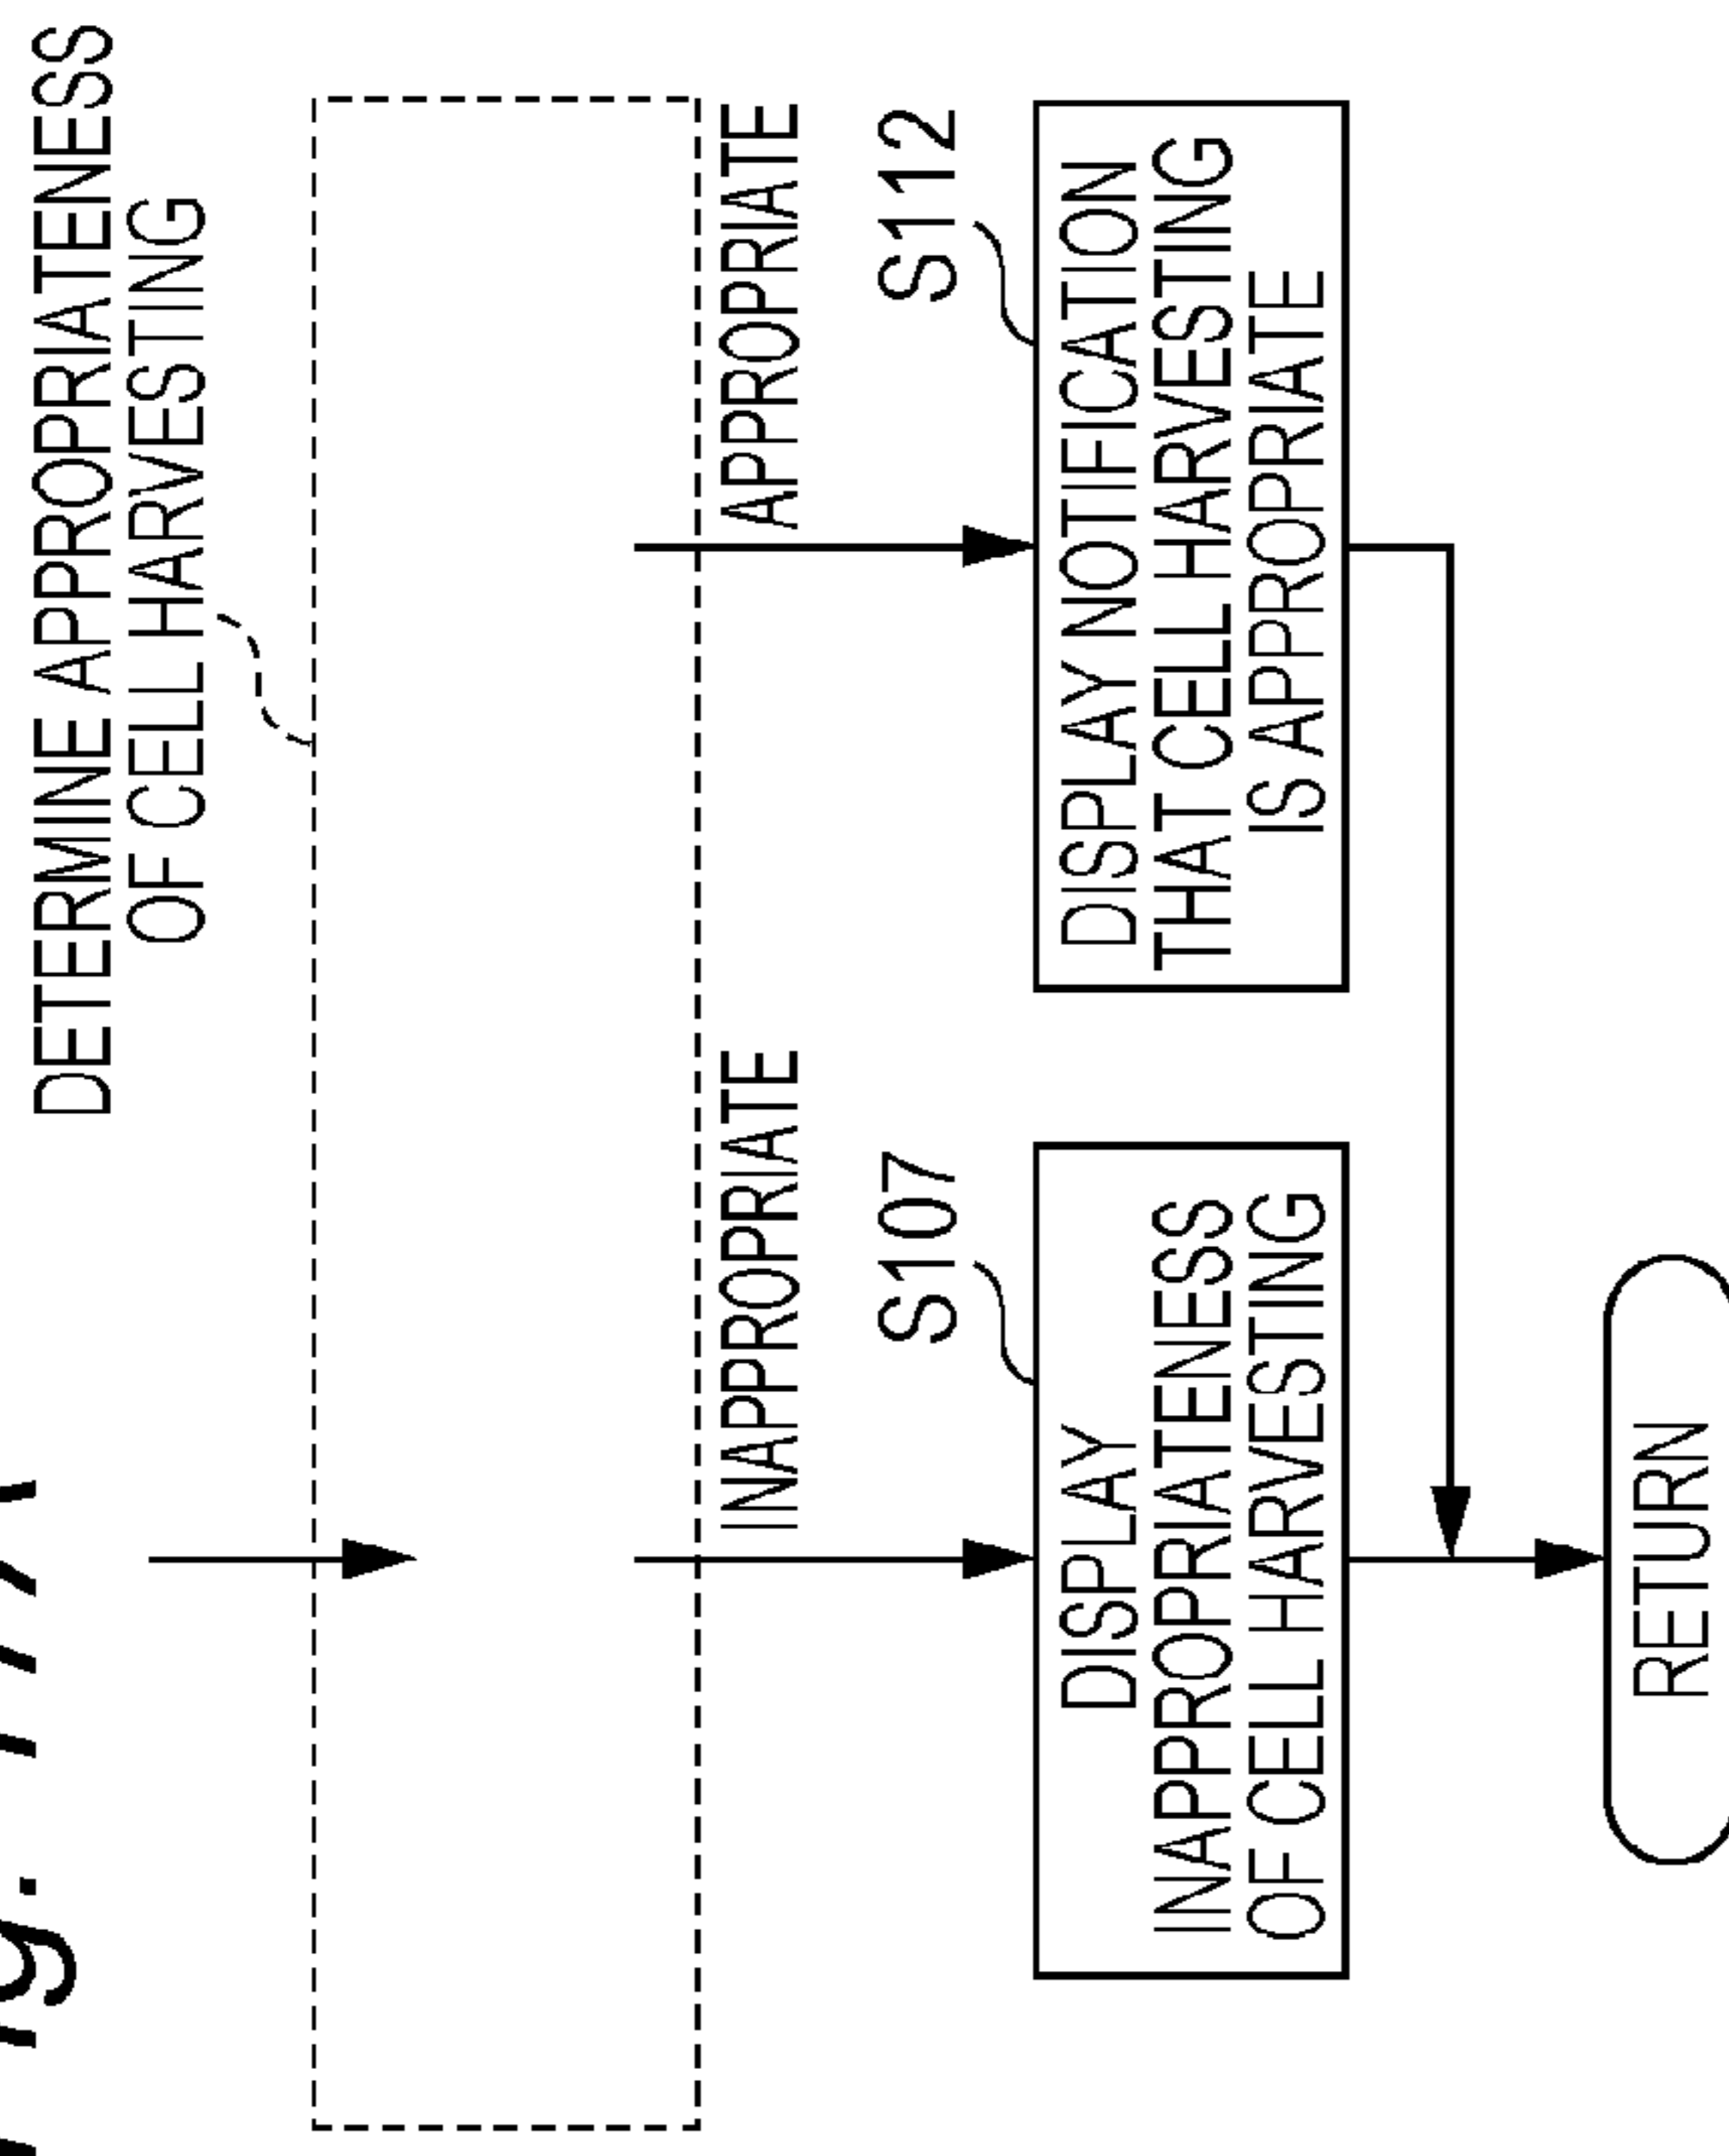 DETERMINE APPROPRIATENESS
OF CELL HARVESTING
INAPPROPRIATE
APPROPRIATE
S107
DISPLAY
INAPPROPRIATENESS
OF CELL HARVESTING
S112
DISPLAY NOTIFICATION
THAT CELL HARVESTING
IS APPROPRIATE
RETURN